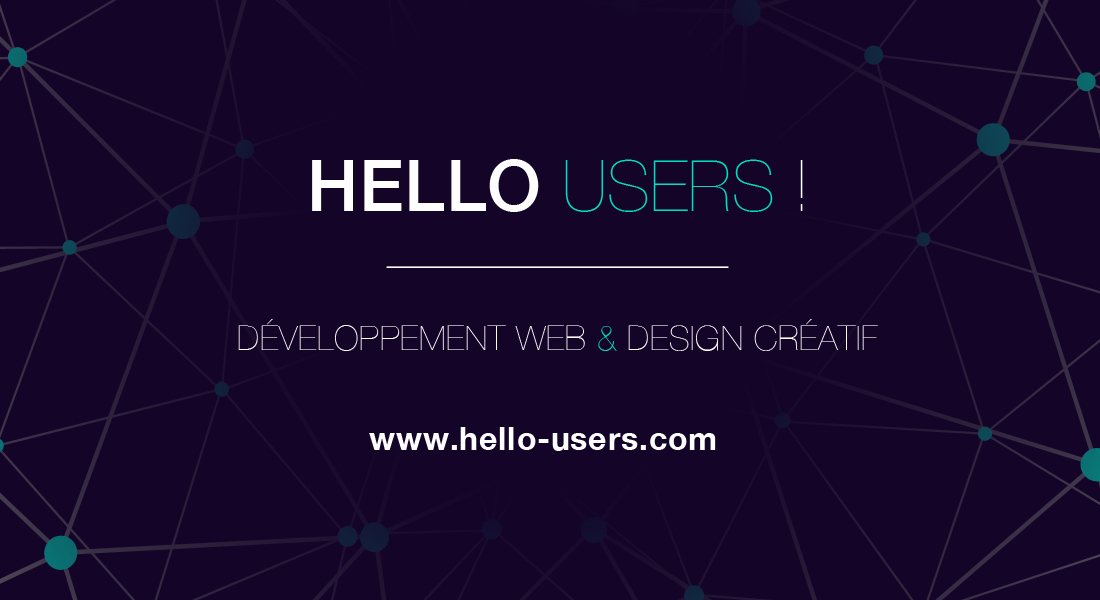 HELLO USERS !
DÉVELOPPEMENT WEB & DESIGN CRÉATIF
www.hello-users.com